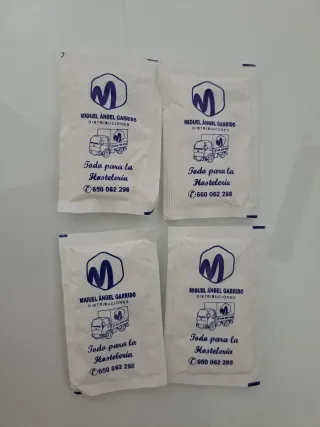 M
MIGUEL ÁNGEL GARRIDO
DISTRIBUCIONES
Todo para la
Hostelería
650 062 298
M
MIGUEL ÁNGEL GARRIDO
DISTRIBUCIONES
Todo para la
Hostelería
650 062 298
M
MIGUEL ÁNGEL GARRIDO
DISTRIBUCIONES
Todo para la
Hostelería
650 062 298
M
MIGUEL ÁNGEL GARRIDO
DISTRIBUCIONES
Todo para la
Hostelería
650 062 298